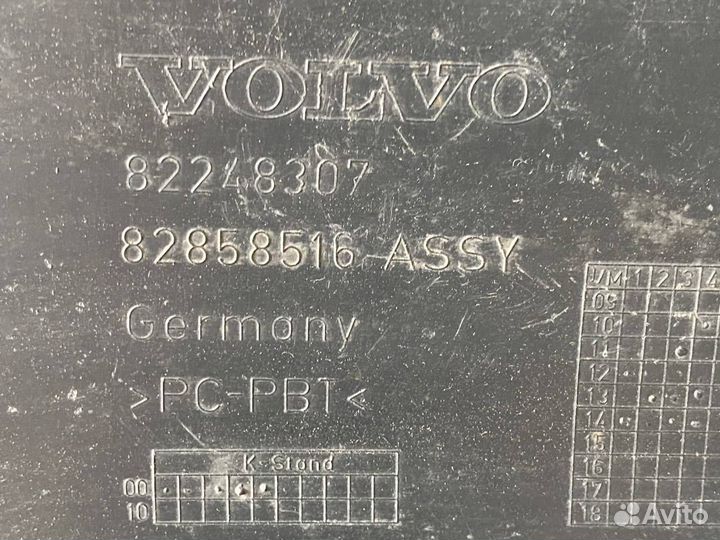 VOLVO
82248307
82858516 ASSY
Germany
>PC-PBT<
K-Stand
00
10
J/M 1 2 3 4
09
10
11
12
13
14
15
16
17
18
Avito